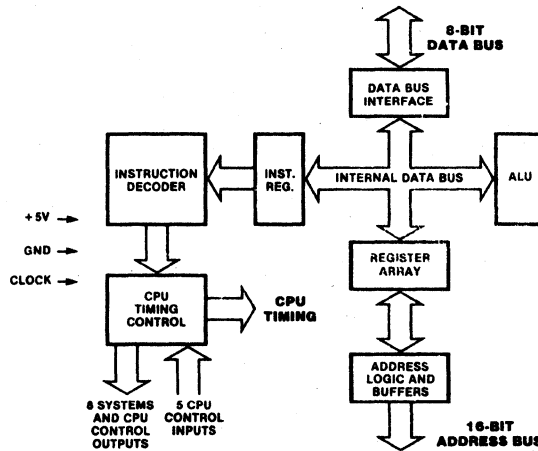 8-BIT
DATA BUS
DATA BUS
INTERFACE
INSTRUCTION
DECODER
INST.
REG.
INTERNAL DATA BUS
ALU
+5V
GND
CLOCK
REGISTER
ARRAY
CPU
TIMING
CONTROL
CPU
TIMING
ADDRESS
LOGIC AND
BUFFERS
8 SYSTEMS
AND CPU
CONTROL
OUTPUTS
5 CPU
CONTROL
INPUTS
16-BIT
ADDRESS BUS